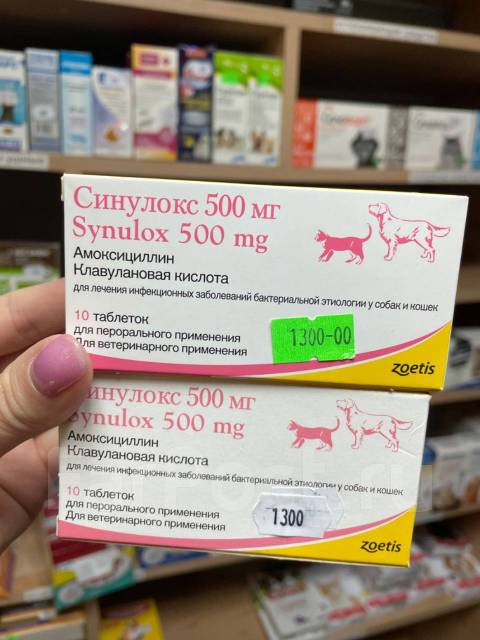 Синулокс 500 мг
Synulox 500 mg
Амоксициллин
Клавулановая кислота
для лечения инфекционных заболеваний бактериальной этиологии у собак и кошек
10 таблеток
для перорального применения
Для ветеринарного применения
1300-00
zoetis
Синулокс 500 мг
Synulox 500 mg
Амоксициллин
Клавулановая кислота
для лечения инфекционных заболеваний бактериальной этиологии у собак и кошек
10 таблеток
для перорального применения
Для ветеринарного применения
1300
zoetis